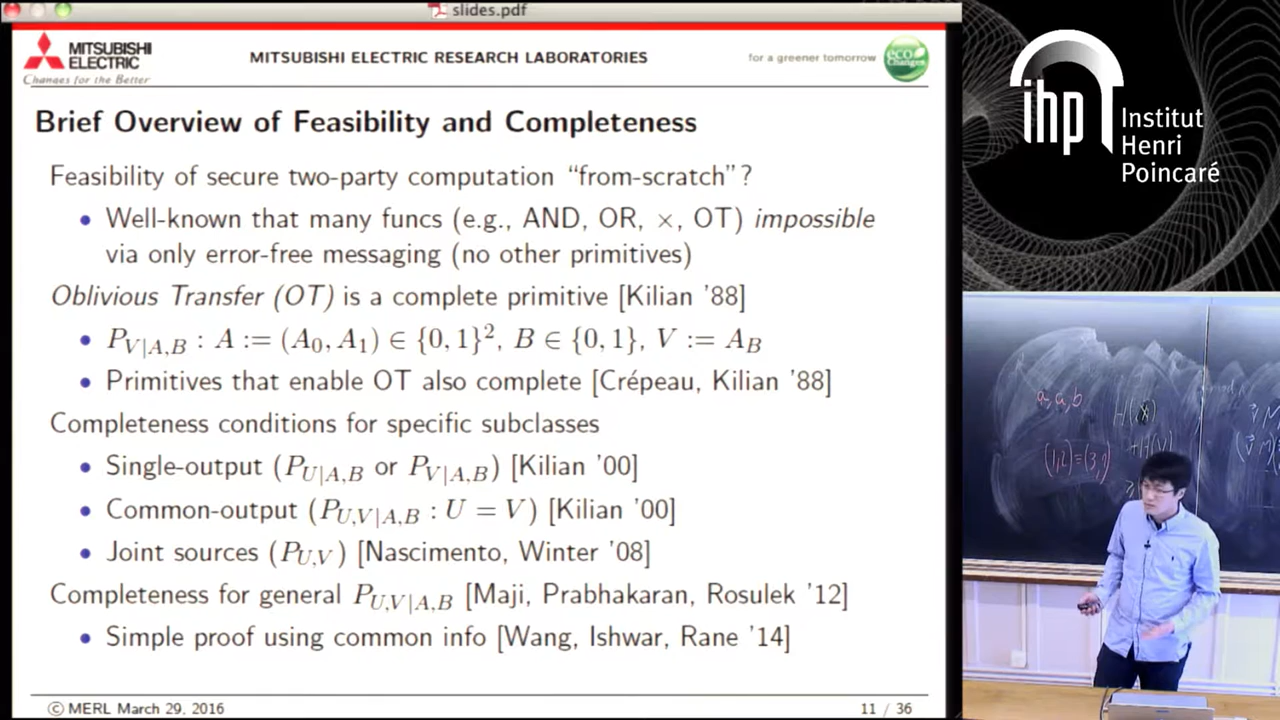 slides.pdf
MITSUBISHI ELECTRIC
Changes for the Better
MITSUBISHI ELECTRIC RESEARCH LABORATORIES
for a greener tomorrow
eco Changes
Brief Overview of Feasibility and Completeness
Feasibility of secure two-party computation “from-scratch”?
• Well-known that many funcs (e.g., AND, OR, ×, OT) impossible
via only error-free messaging (no other primitives)
Oblivious Transfer (OT) is a complete primitive [Kilian '88]
• P_{V|A,B} : A := (A_0, A_1) ∈ {0, 1}^2, B ∈ {0, 1}, V := A_B
• Primitives that enable OT also complete [Crépeau, Kilian '88]
Completeness conditions for specific subclasses
• Single-output (P_{U|A,B} or P_{V|A,B}) [Kilian '00]
• Common-output (P_{U,V|A,B} : U = V) [Kilian '00]
• Joint sources (P_{U,V}) [Nascimento, Winter '08]
Completeness for general P_{U,V|A,B} [Maji, Prabhakaran, Rosulek '12]
• Simple proof using common info [Wang, Ishwar, Rane '14]
© MERL March 29, 2016
11 / 36
ihp
Institut
Henri
Poincaré
a, a, b
H(X)